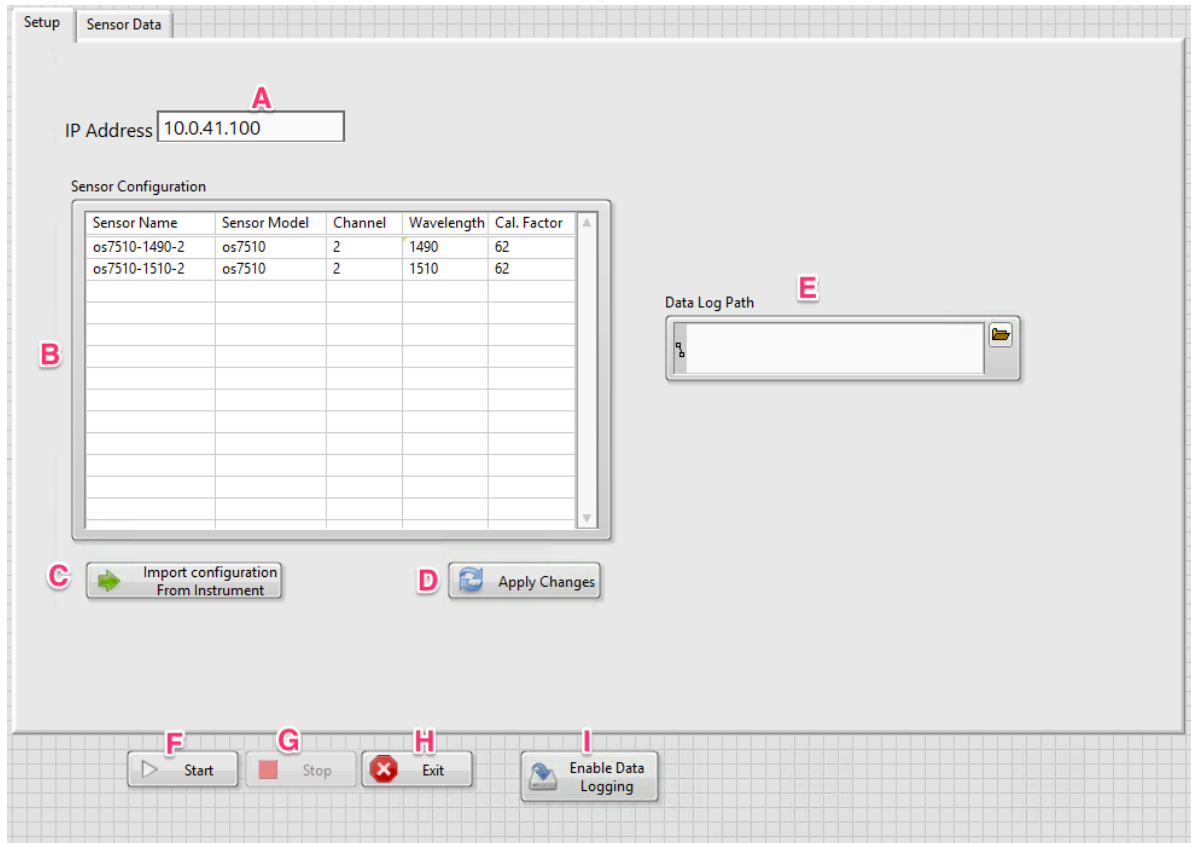 Setup Sensor Data
A
IP Address 10.0.41.100
Sensor Configuration
Sensor Name Sensor Model Channel Wavelength Cal. Factor
os7510-1490-2 os7510 2 1490 62
os7510-1510-2 os7510 2 1510 62
B
E
Data Log Path
C
Import configuration
From Instrument
D
Apply Changes
F
Start
G
Stop
H
Exit
I
Enable Data
Logging